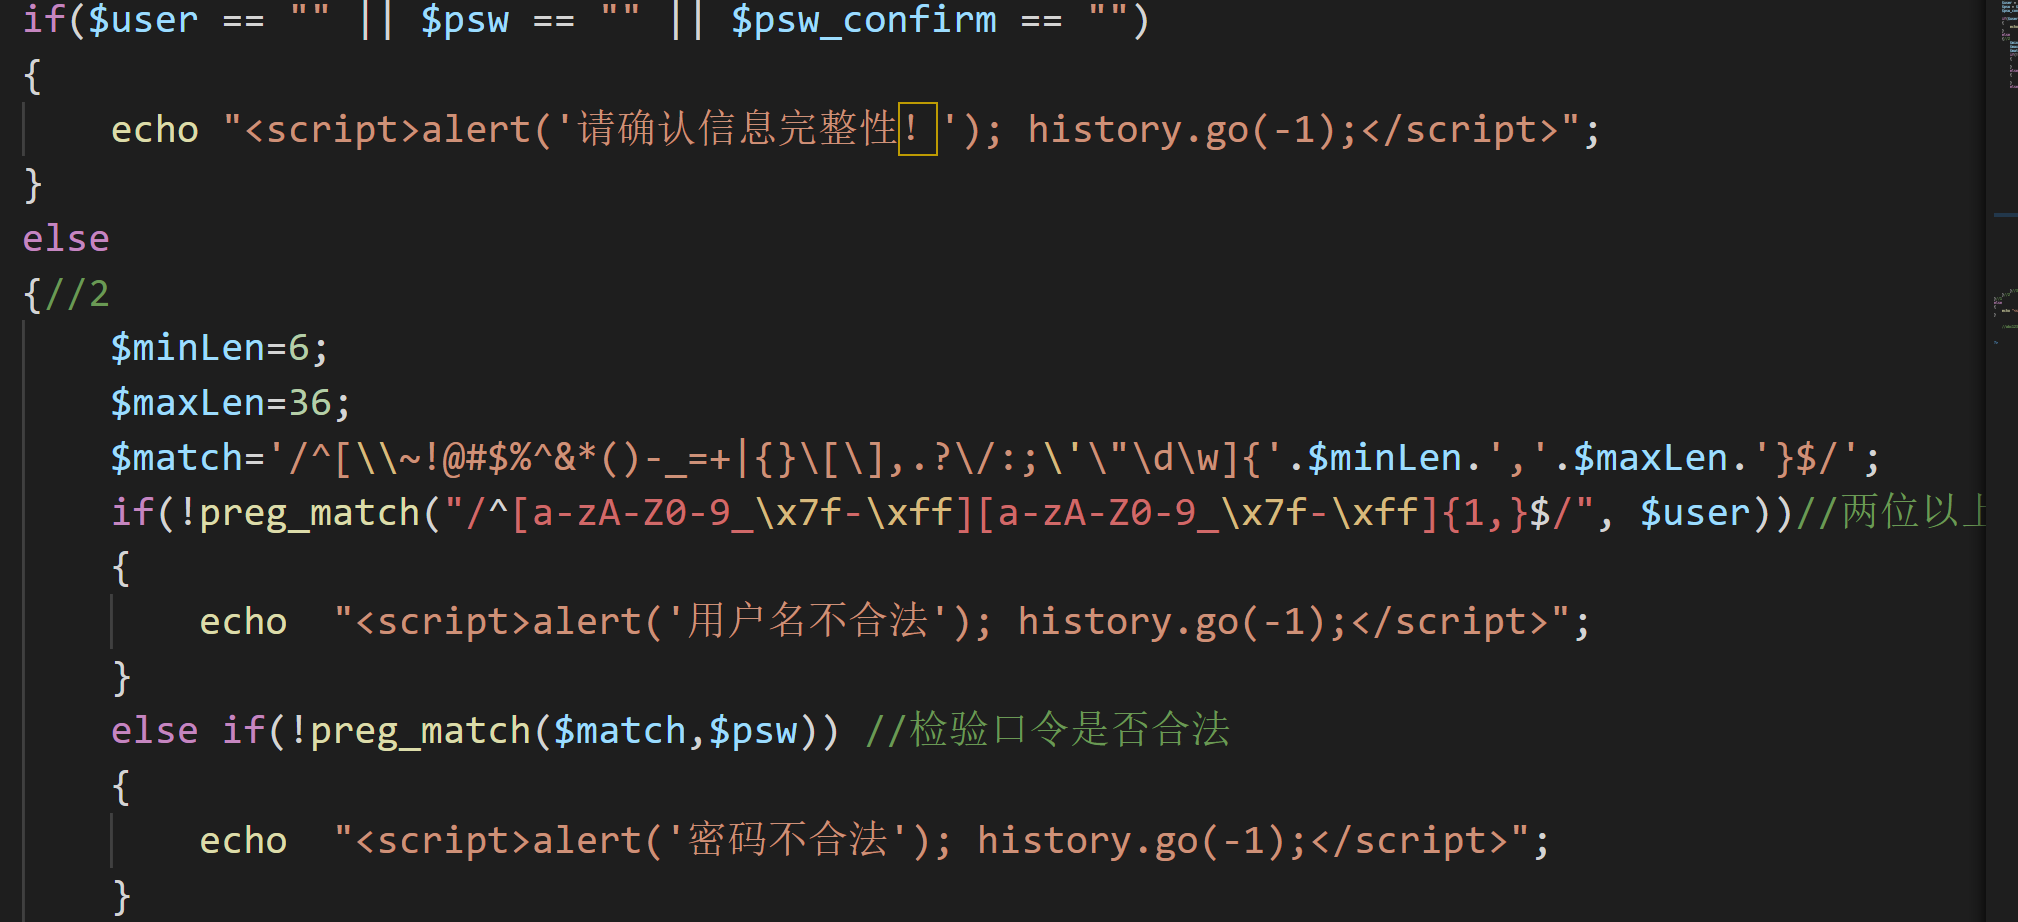 if($user == "" || $psw == "" || $psw_confirm == "")
{
    echo "<script>alert('请确认信息完整性！'); history.go(-1);</script>";
}
else
{//2
    $minLen=6;
    $maxLen=36;
    $match='/^[\\~!@#$%^&*()-_=+|{}\[\],.?\/:;\'\"\d\w]{'.$minLen.','.$maxLen.'}$/';
    if(!preg_match("/^[a-zA-Z0-9_\x7f-\xff][a-zA-Z0-9_\x7f-\xff]{1,}$/", $user))//两位以上
    {
        echo  "<script>alert('用户名不合法'); history.go(-1);</script>";
    }
    else if(!preg_match($match,$psw)) //检验口令是否合法
    {
        echo  "<script>alert('密码不合法'); history.go(-1);</script>";
    }